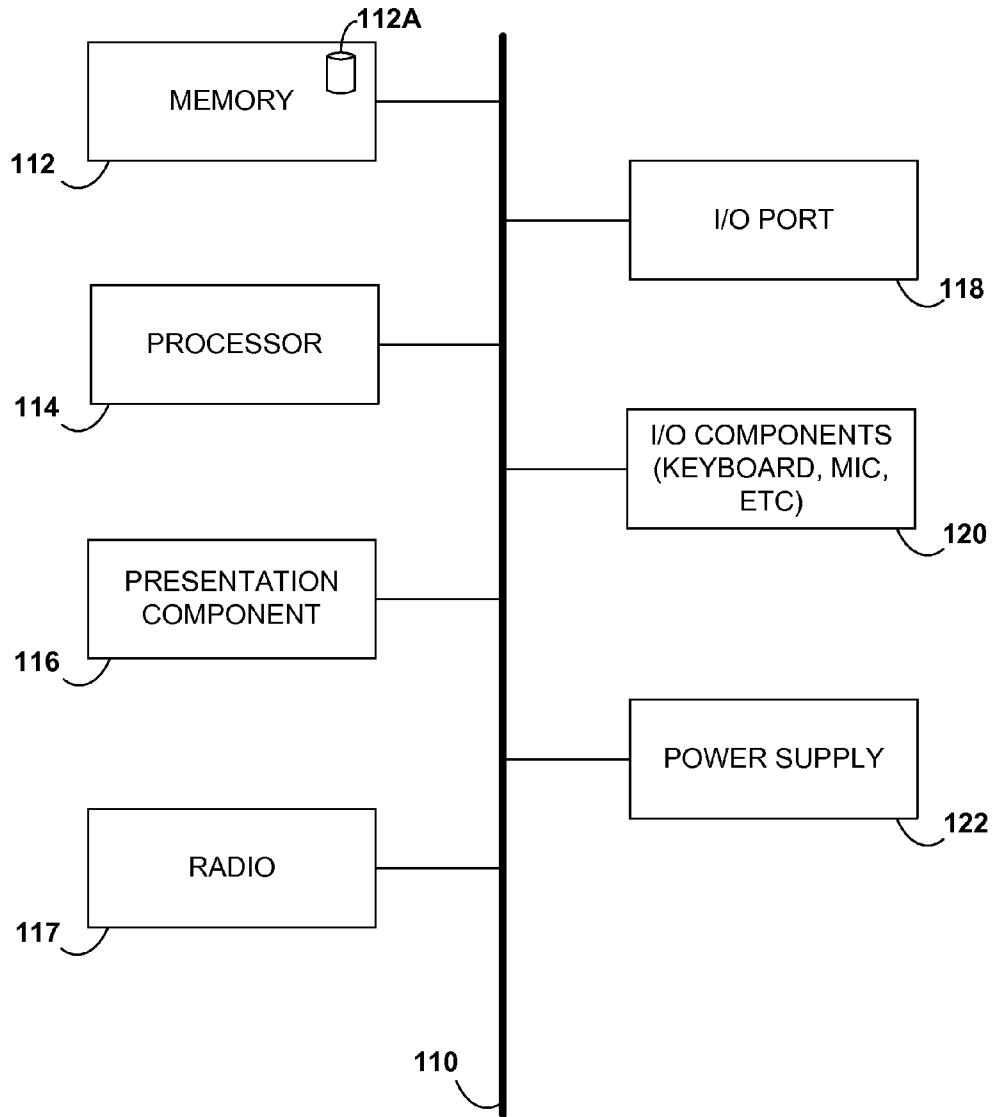 112A
MEMORY
112
I/O PORT
118
PROCESSOR
114
I/O COMPONENTS
(KEYBOARD, MIC,
ETC)
120
PRESENTATION
COMPONENT
116
POWER SUPPLY
122
RADIO
117
110